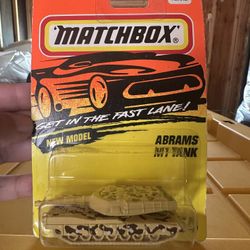 MATCHBOX®
GET IN THE FAST LANE!
NEW MODEL
ABRAMS
M1 TANK